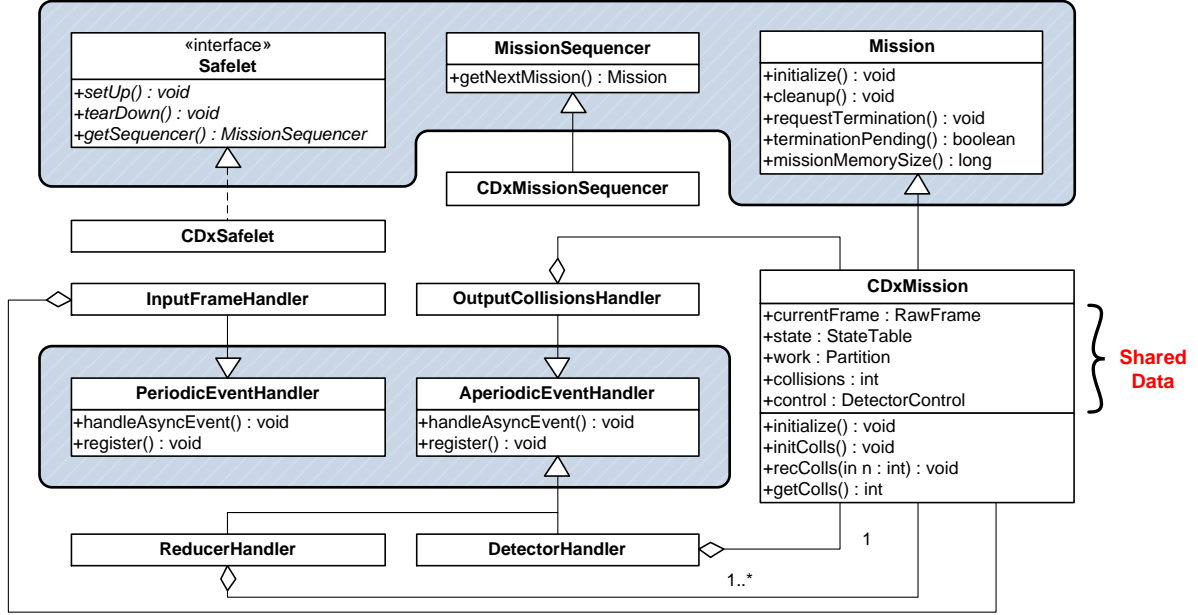 «interface»
Safelet
+setUp() : void
+tearDown() : void
+getSequencer() : MissionSequencer
MissionSequencer
+getNextMission() : Mission
Mission
+initialize() : void
+cleanup() : void
+requestTermination() : void
+terminationPending() : boolean
+missionMemorySize() : long
CDxMissionSequencer
CDxSafelet
InputFrameHandler
OutputCollisionsHandler
CDxMission
+currentFrame : RawFrame
+state : StateTable
+work : Partition
+collisions : int
+control : DetectorControl
+initialize() : void
+initColls() : void
+recColls(in n : int) : void
+getColls() : int
Shared
Data
PeriodicEventHandler
+handleAsyncEvent() : void
+register() : void
AperiodicEventHandler
+handleAsyncEvent() : void
+register() : void
ReducerHandler
DetectorHandler
1
1..*